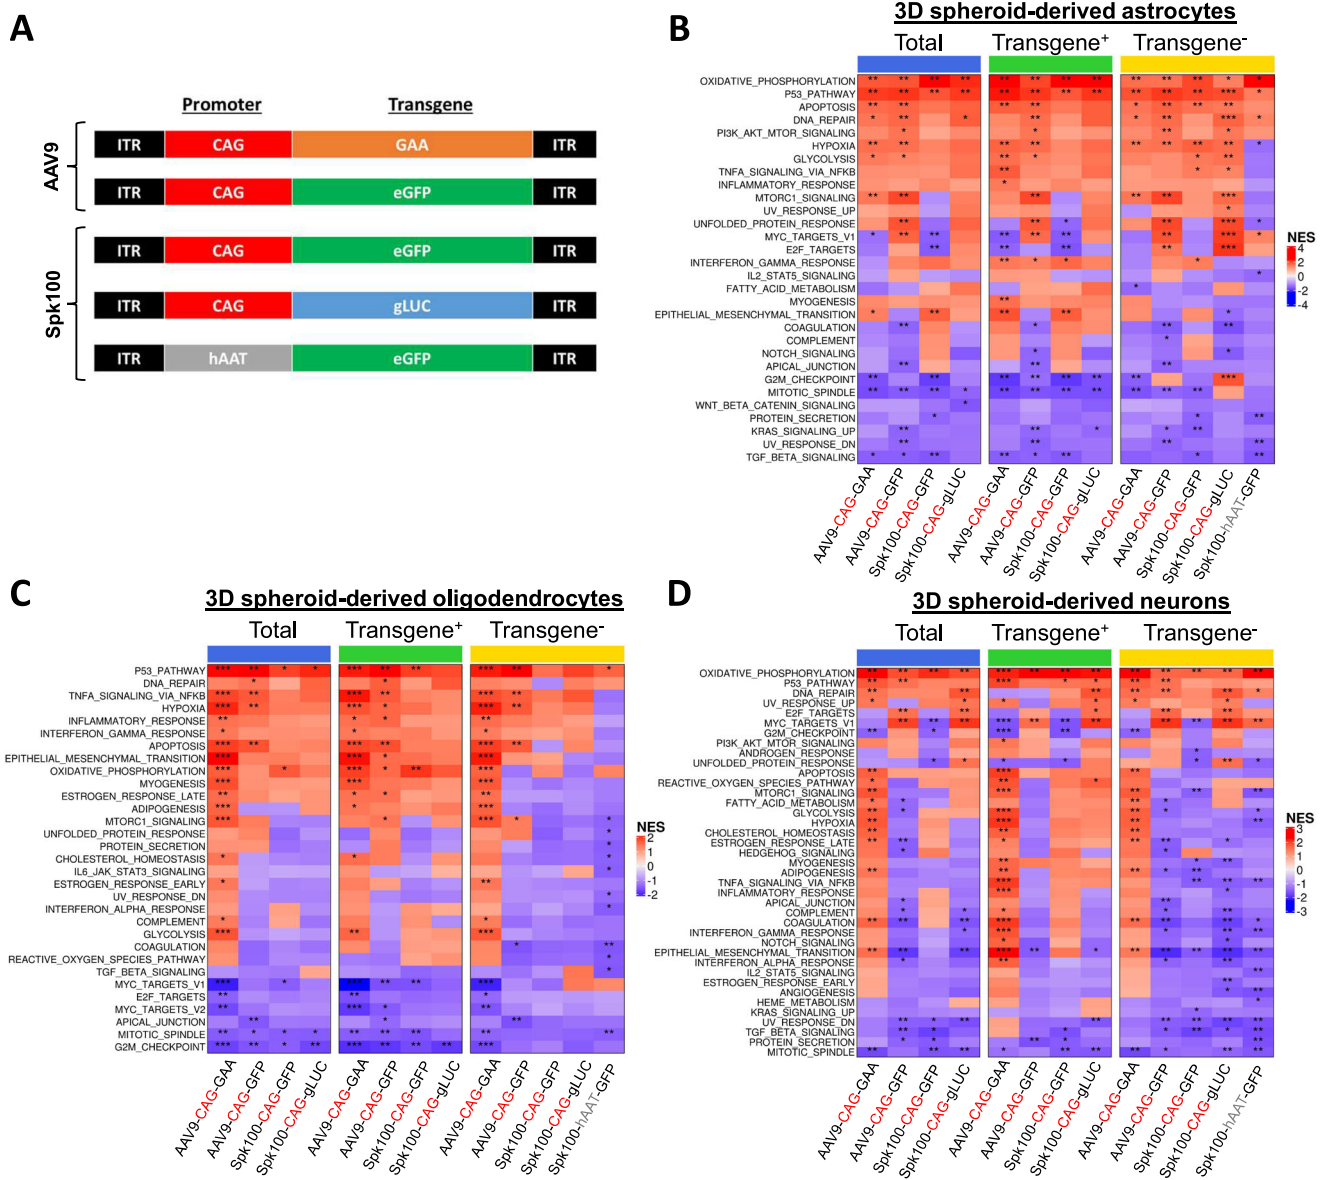 A
Promoter Transgene
AAV9
ITR CAG GAA ITR
ITR CAG eGFP ITR
Spk100
ITR CAG eGFP ITR
ITR CAG gLUC ITR
ITR hAAT eGFP ITR
B
3D spheroid-derived astrocytes
Total Transgene+ Transgene-
OXIDATIVE_PHOSPHORYLATION
P53_PATHWAY
APOPTOSIS
DNA_REPAIR
PI3K_AKT_MTOR_SIGNALING
HYPOXIA
GLYCOLYSIS
TNFA_SIGNALING_VIA_NFKB
INFLAMMATORY_RESPONSE
MTORC1_SIGNALING
UV_RESPONSE_UP
UNFOLDED_PROTEIN_RESPONSE
MYC_TARGETS_V1
E2F_TARGETS
INTERFERON_GAMMA_RESPONSE
IL2_STAT5_SIGNALING
FATTY_ACID_METABOLISM
MYOGENESIS
EPITHELIAL_MESENCHYMAL_TRANSITION
COAGULATION
COMPLEMENT
NOTCH_SIGNALING
APICAL_JUNCTION
G2M_CHECKPOINT
MITOTIC_SPINDLE
WNT_BETA_CATENIN_SIGNALING
PROTEIN_SECRETION
KRAS_SIGNALING_UP
UV_RESPONSE_DN
TGF_BETA_SIGNALING
AAV9-CAG-GAA
AAV9-CAG-GFP
Spk100-CAG-GFP
Spk100-CAG-gLUC
AAV9-CAG-GAA
AAV9-CAG-GFP
Spk100-CAG-GFP
Spk100-CAG-gLUC
AAV9-CAG-GAA
AAV9-CAG-GFP
Spk100-CAG-GFP
Spk100-CAG-gLUC
Spk100-hAAT-GFP
NES
4
2
0
-2
-4
C
3D spheroid-derived oligodendrocytes
Total Transgene+ Transgene-
P53_PATHWAY
DNA_REPAIR
TNFA_SIGNALING_VIA_NFKB
HYPOXIA
INFLAMMATORY_RESPONSE
INTERFERON_GAMMA_RESPONSE
APOPTOSIS
EPITHELIAL_MESENCHYMAL_TRANSITION
OXIDATIVE_PHOSPHORYLATION
MYOGENESIS
ESTROGEN_RESPONSE_LATE
ADIPOGENESIS
MTORC1_SIGNALING
UNFOLDED_PROTEIN_RESPONSE
PROTEIN_SECRETION
CHOLESTEROL_HOMEOSTASIS
IL6_JAK_STAT3_SIGNALING
ESTROGEN_RESPONSE_EARLY
UV_RESPONSE_DN
INTERFERON_ALPHA_RESPONSE
COMPLEMENT
GLYCOLYSIS
COAGULATION
REACTIVE_OXYGEN_SPECIES_PATHWAY
TGF_BETA_SIGNALING
MYC_TARGETS_V1
E2F_TARGETS
MYC_TARGETS_V2
APICAL_JUNCTION
MITOTIC_SPINDLE
G2M_CHECKPOINT
AAV9-CAG-GAA
AAV9-CAG-GFP
Spk100-CAG-GFP
Spk100-CAG-gLUC
AAV9-CAG-GAA
AAV9-CAG-GFP
Spk100-CAG-GFP
Spk100-CAG-gLUC
AAV9-CAG-GAA
AAV9-CAG-GFP
Spk100-CAG-GFP
Spk100-CAG-gLUC
Spk100-hAAT-GFP
NES
2
1
0
-1
-2
D
3D spheroid-derived neurons
Total Transgene+ Transgene-
OXIDATIVE_PHOSPHORYLATION
P53_PATHWAY
DNA_REPAIR
UV_RESPONSE_UP
E2F_TARGETS
MYC_TARGETS_V1
G2M_CHECKPOINT
PI3K_AKT_MTOR_SIGNALING
ANDROGEN_RESPONSE
UNFOLDED_PROTEIN_RESPONSE
APOPTOSIS
REACTIVE_OXYGEN_SPECIES_PATHWAY
MTORC1_SIGNALING
FATTY_ACID_METABOLISM
GLYCOLYSIS
HYPOXIA
CHOLESTEROL_HOMEOSTASIS
ESTROGEN_RESPONSE_LATE
HEDGEHOG_SIGNALING
MYOGENESIS
ADIPOGENESIS
TNFA_SIGNALING_VIA_NFKB
INFLAMMATORY_RESPONSE
APICAL_JUNCTION
COMPLEMENT
COAGULATION
INTERFERON_GAMMA_RESPONSE
NOTCH_SIGNALING
EPITHELIAL_MESENCHYMAL_TRANSITION
INTERFERON_ALPHA_RESPONSE
IL2_STAT5_SIGNALING
ESTROGEN_RESPONSE_EARLY
ANGIOGENESIS
HEME_METABOLISM
KRAS_SIGNALING_UP
UV_RESPONSE_DN
TGF_BETA_SIGNALING
PROTEIN_SECRETION
MITOTIC_SPINDLE
AAV9-CAG-GAA
AAV9-CAG-GFP
Spk100-CAG-GFP
Spk100-CAG-gLUC
AAV9-CAG-GAA
AAV9-CAG-GFP
Spk100-CAG-GFP
Spk100-CAG-gLUC
AAV9-CAG-GAA
AAV9-CAG-GFP
Spk100-CAG-GFP
Spk100-CAG-gLUC
Spk100-hAAT-GFP
NES
3
2
1
0
-1
-2
-3